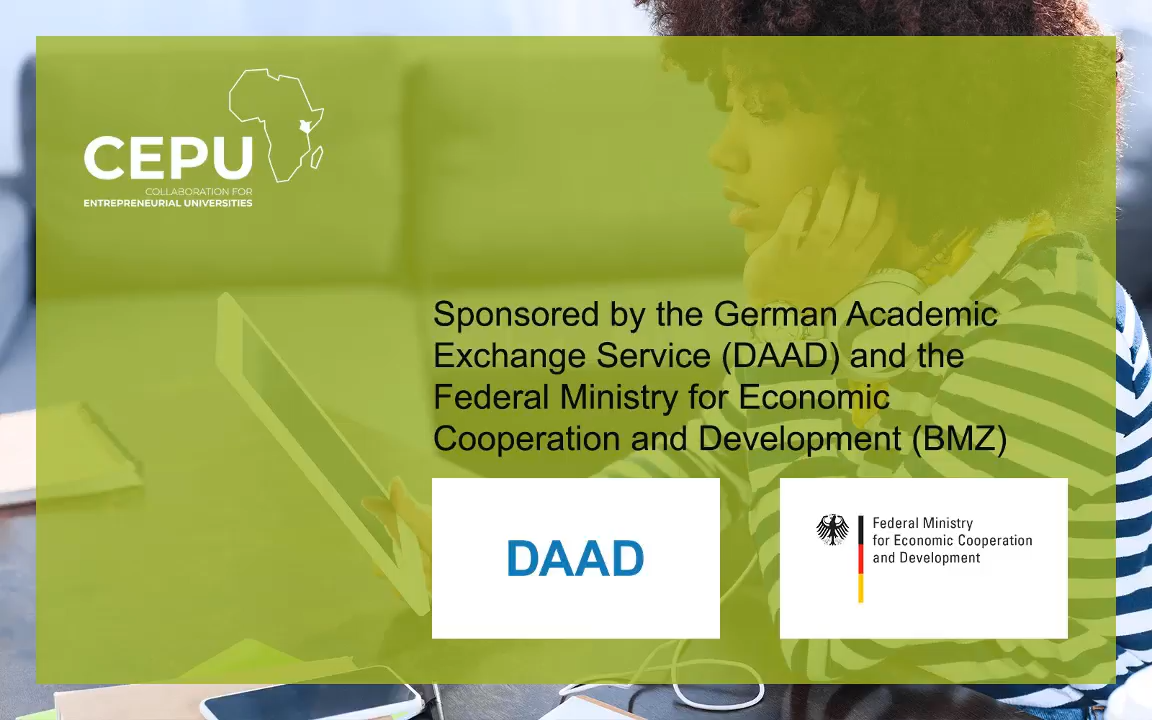 CEPU
COLLABORATION FOR
ENTREPRENEURIAL UNIVERSITIES
Sponsored by the German Academic
Exchange Service (DAAD) and the
Federal Ministry for Economic
Cooperation and Development (BMZ)
DAAD
Federal Ministry
for Economic Cooperation
and Development